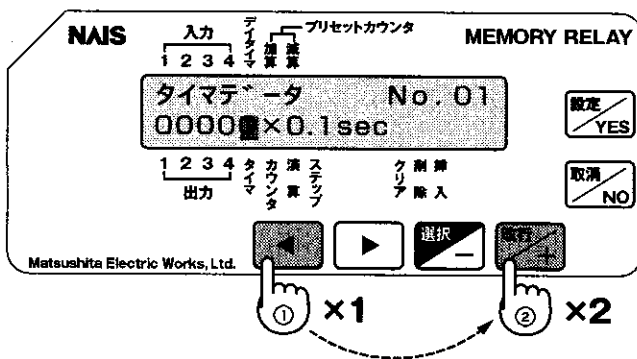 NAIS
入力
1 2 3 4
デイタイマ
加算
減算
プリセットカウンタ
MEMORY RELAY
タイマデ゛ータ No.01
0000 ×0.1sec
設定/YES
1 2 3 4
出力
タイマ
カウンタ
演算
ステップ
クリア
削除
挿入
取消/NO
◀ ▶ 選択/− 実行/+
Matsushita Electric Works, Ltd.
① ×1
② ×2